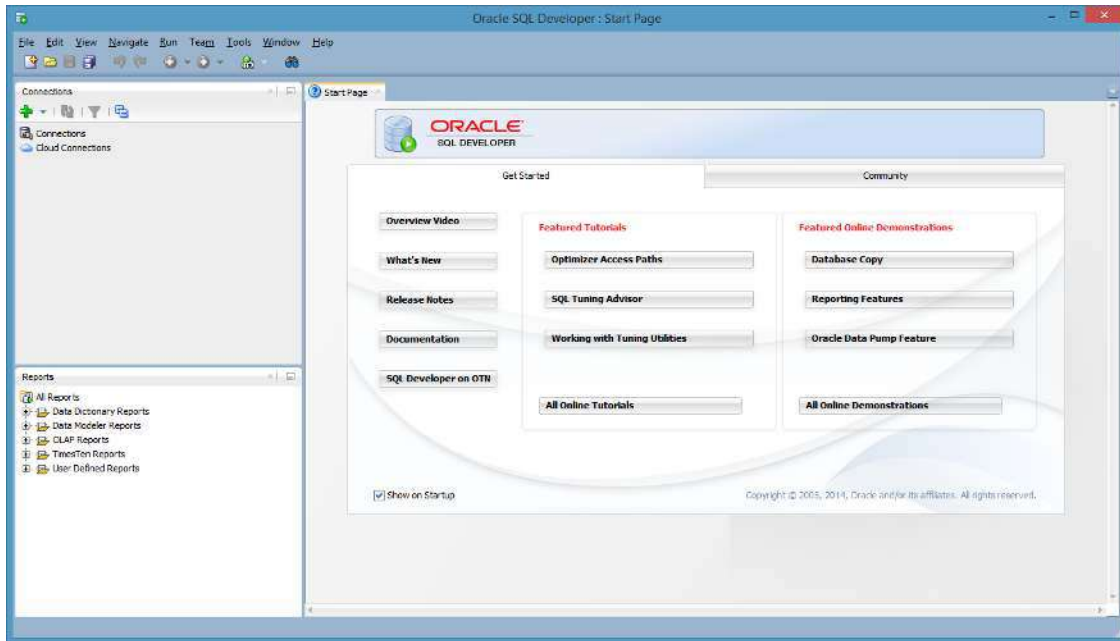 Oracle SQL Developer : Start Page
File Edit View Navigate Run Team Tools Window Help
Connections
Connections
Cloud Connections
Reports
All Reports
Data Dictionary Reports
Data Modeler Reports
OLAP Reports
TimesTen Reports
User Defined Reports
Start Page
ORACLE
SQL DEVELOPER
Get Started
Community
Overview Video
What's New
Release Notes
Documentation
SQL Developer on OTN
Featured Tutorials
Optimizer Access Paths
SQL Tuning Advisor
Working with Tuning Utilities
All Online Tutorials
Featured Online Demonstrations
Database Copy
Reporting Features
Oracle Data Pump Feature
All Online Demonstrations
Show on Startup
Copyright © 2005, 2014, Oracle and/or its affiliates. All rights reserved.